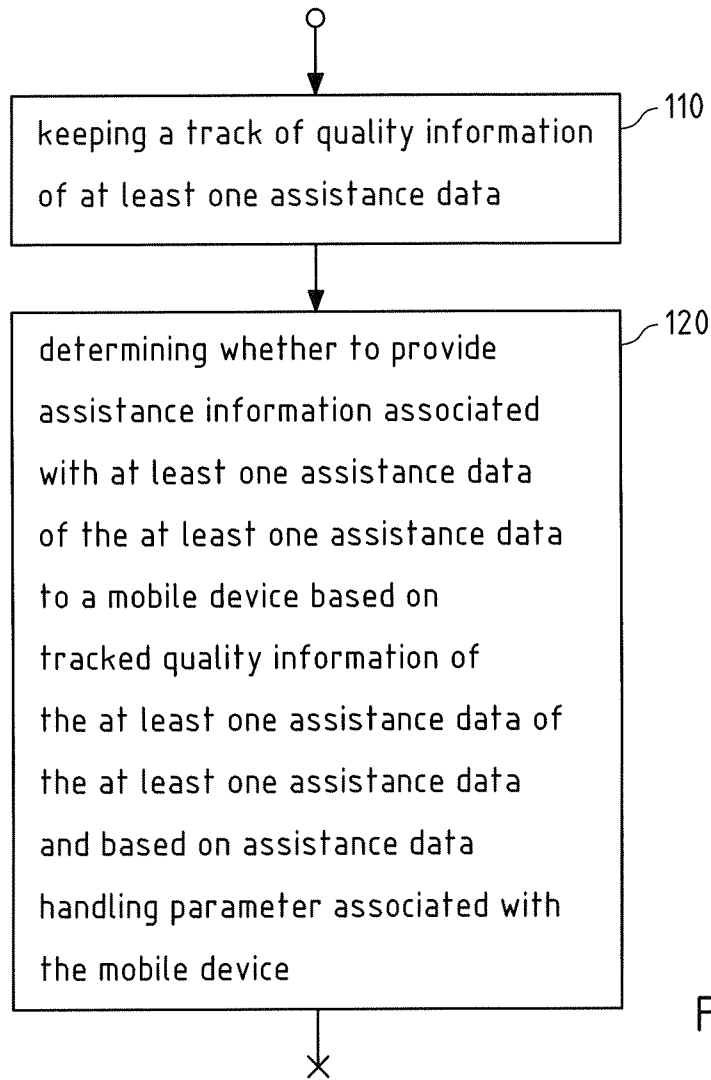 keeping a track of quality information
110
of at least one assistance data
determining whether to provide
120
assistance information associated
with at least one assistance data
of the at least one assistance data
to a mobile device based on
tracked quality information of
the at least one assistance data of
the at least one assistance data
and based on assistance data
handling parameter associated with
the mobile device